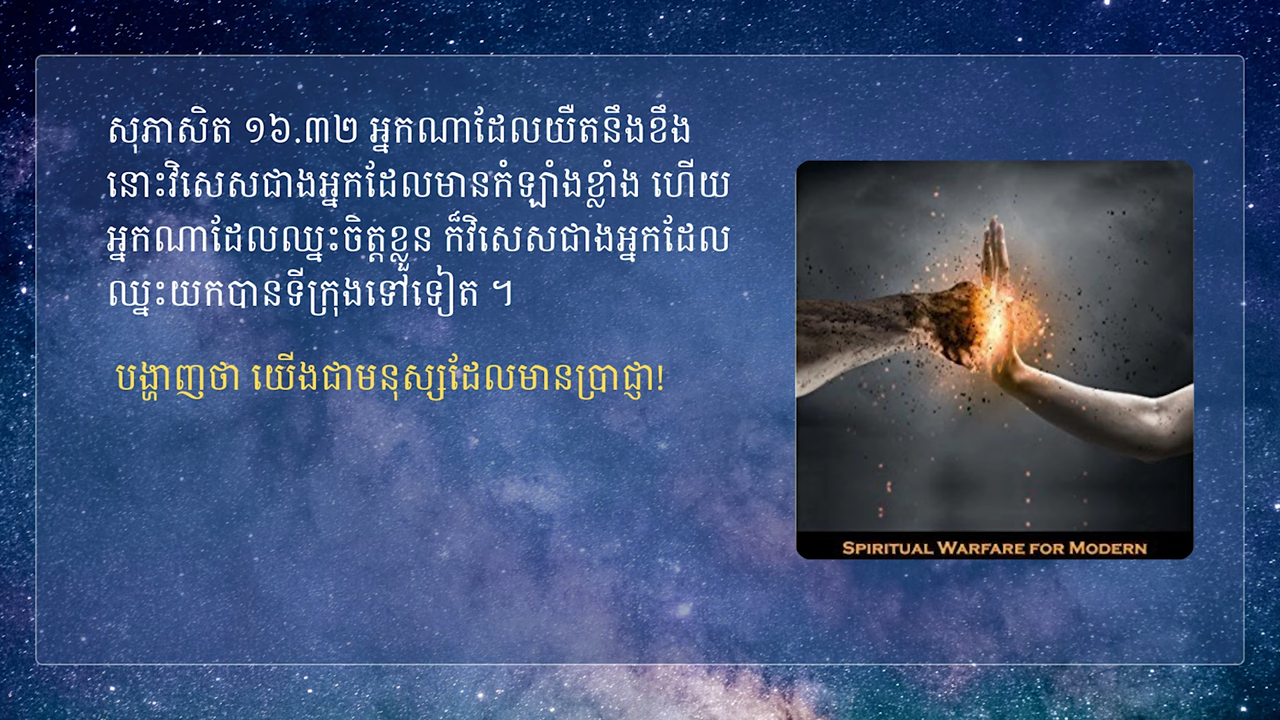 សុភាសិត ១៦.៣២ អ្នកណាដែលយឺតនឹងខឹង
នោះវិសេសជាងអ្នកដែលមានកំឡាំងខ្លាំង ហើយ
អ្នកណាដែលឈ្នះចិត្តខ្លួន ក៏វិសេសជាងអ្នកដែល
ឈ្នះយកបានទីក្រុងទៅទៀត ។
បង្ហាញថា យើងជាមនុស្សដែលមានប្រាជ្ញា!
SPIRITUAL WARFARE FOR MODERN